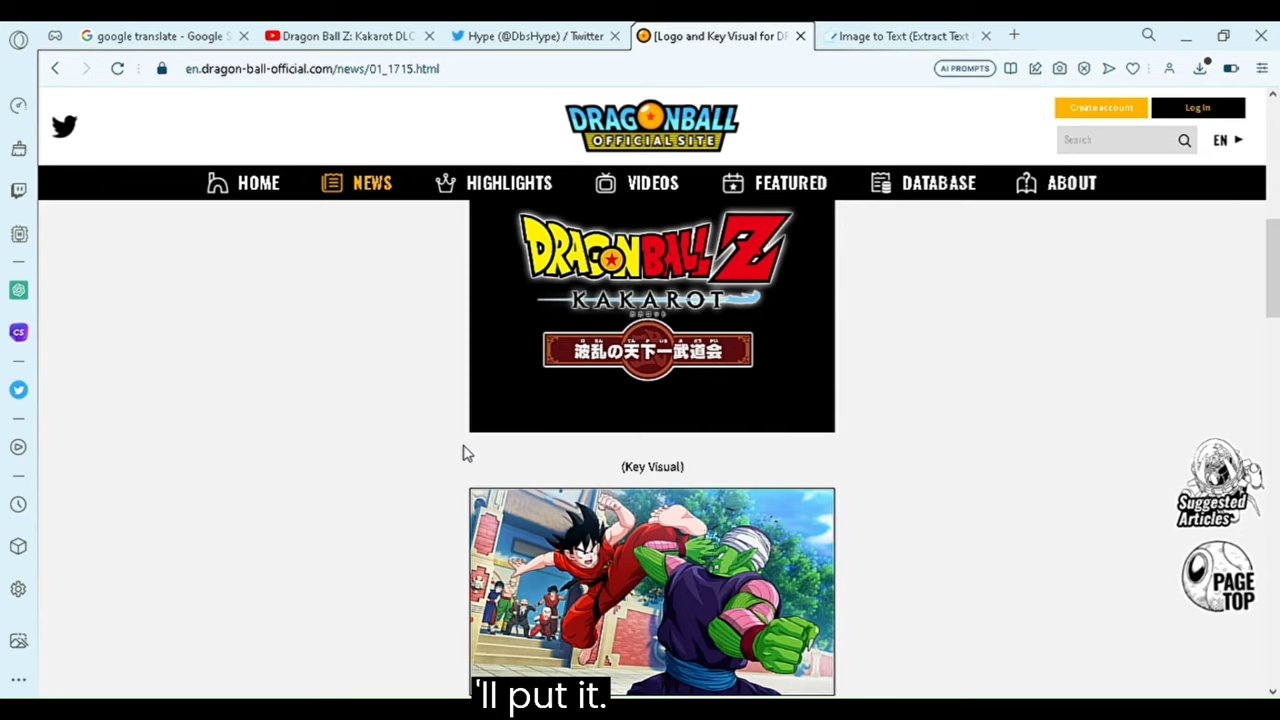 google translate - Google S
Dragon Ball Z: Kakarot DLC
Hype (@DbsHype) / Twitter
[Logo and Key Visual for DR
Image to Text (Extract Text
en.dragon-ball-official.com/news/01_1715.html
AI PROMPTS
DRAGONBALL
OFFICIAL SITE
Create account
Log In
Search
EN
HOME
NEWS
HIGHLIGHTS
VIDEOS
FEATURED
DATABASE
ABOUT
DRAGONBALL Z
KAKAROT
波乱の天下一武道会
(Key Visual)
CS
Suggested
Articles
PAGE
TOP
'll put it.